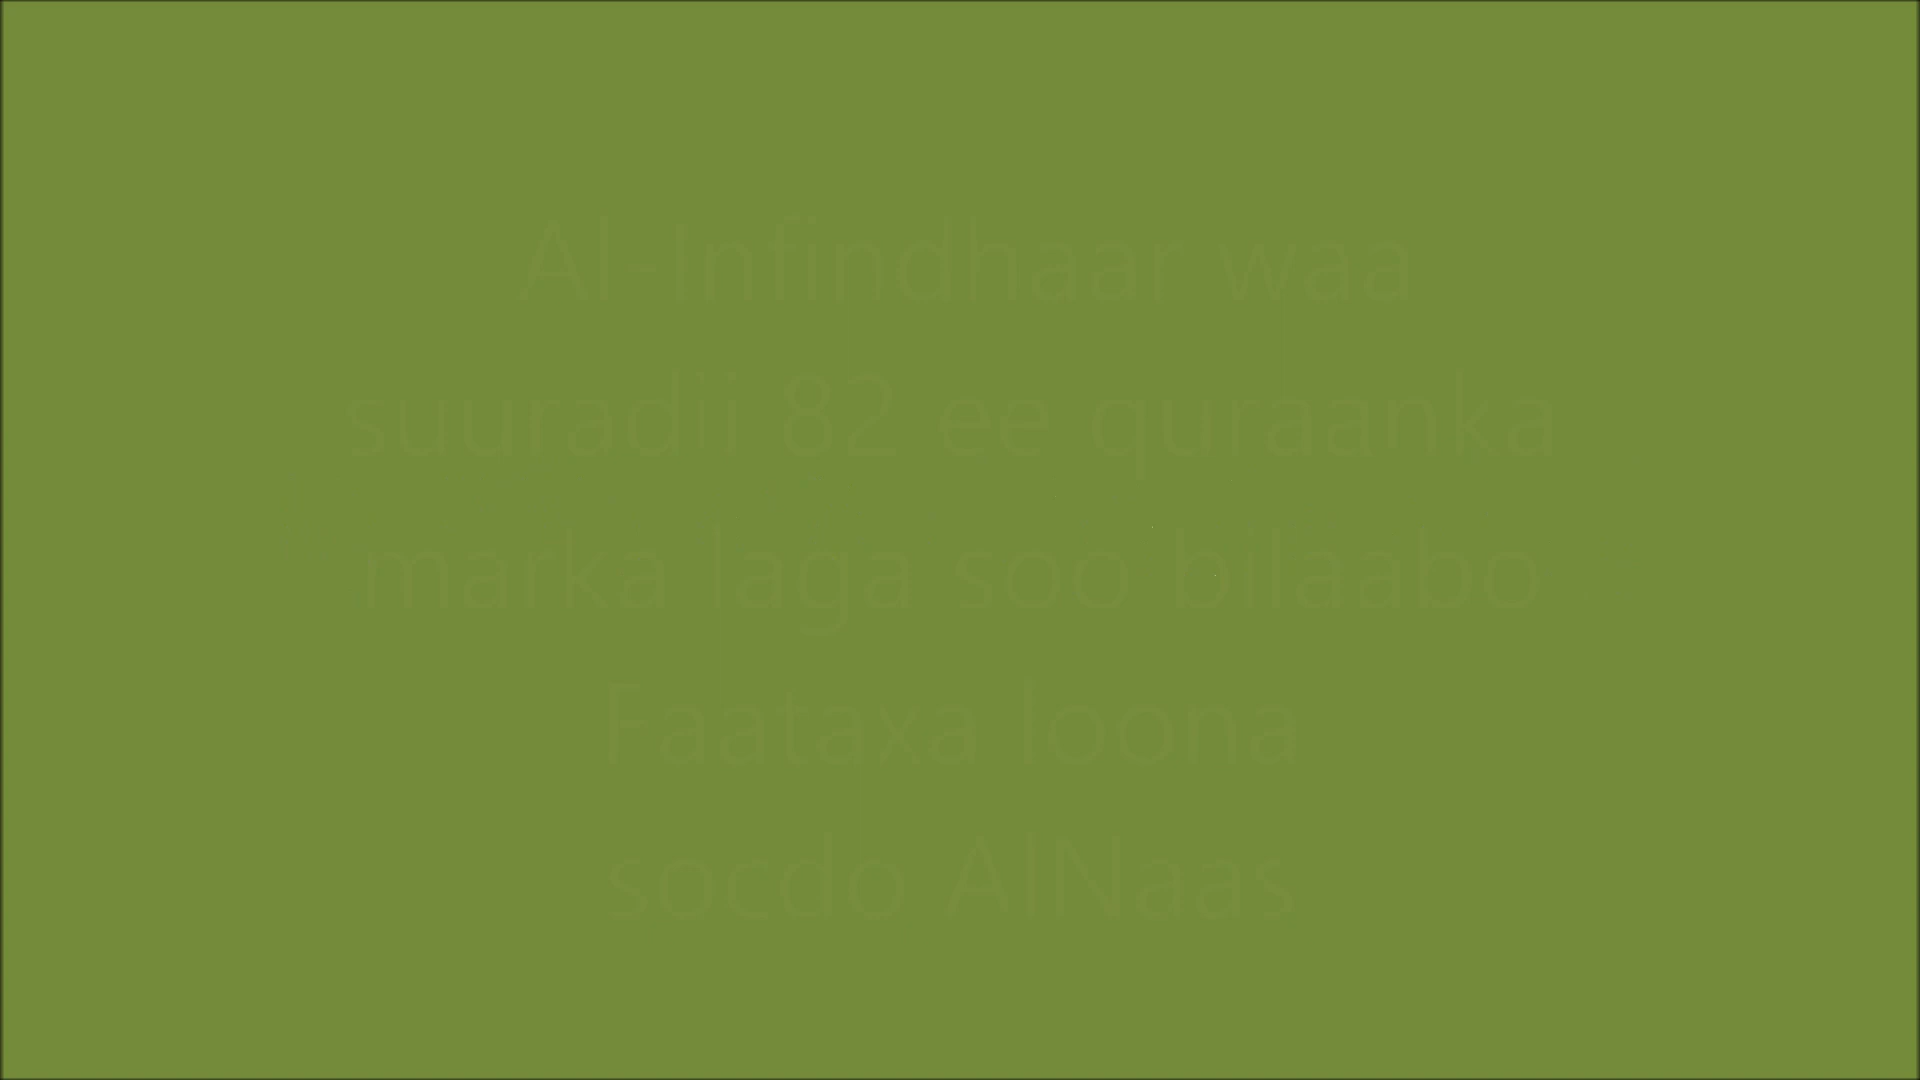 Al-Infindhaar waa
suuradii 82 ee quraanka
marka laga soo bilaabo
Faataxa loona
socdo AlNaas